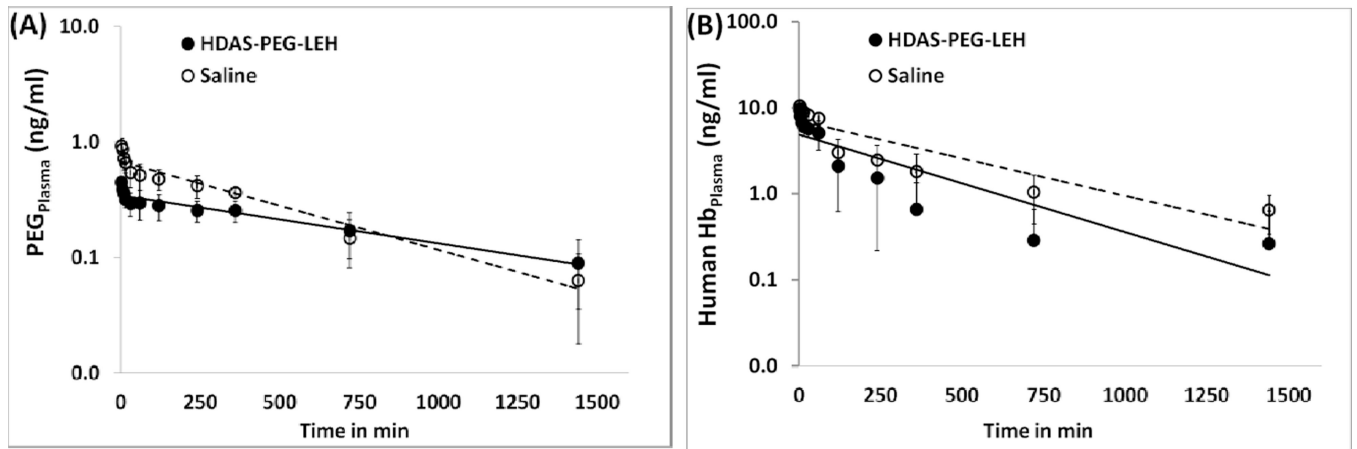 (A)
HDAS-PEG-LEH
Saline
PEGPlasma (ng/ml)
10.0
1.0
0.1
0.0
0 250 500 750 1000 1250 1500
Time in min
(B)
HDAS-PEG-LEH
Saline
Human HbPlasma (ng/ml)
100.0
10.0
1.0
0.1
0.0
0 250 500 750 1000 1250 1500
Time in min